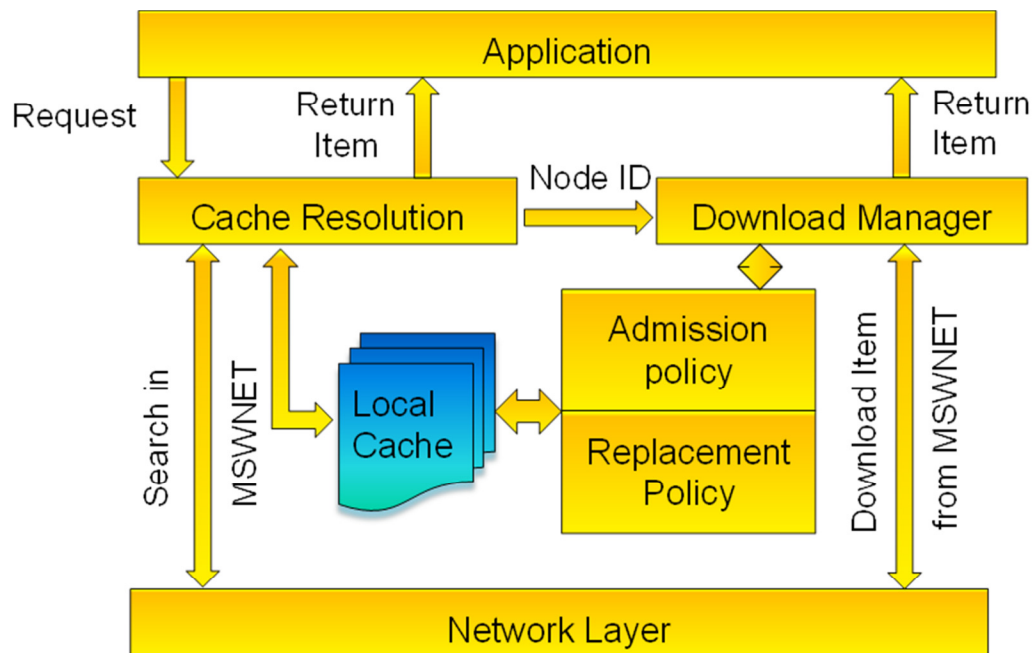 Application
Request
Return
Item
Return
Item
Node ID
Cache Resolution
Download Manager
Search in
MSWNET
Local
Cache
Admission
policy
Replacement
Policy
Download Item
from MSWNET
Network Layer